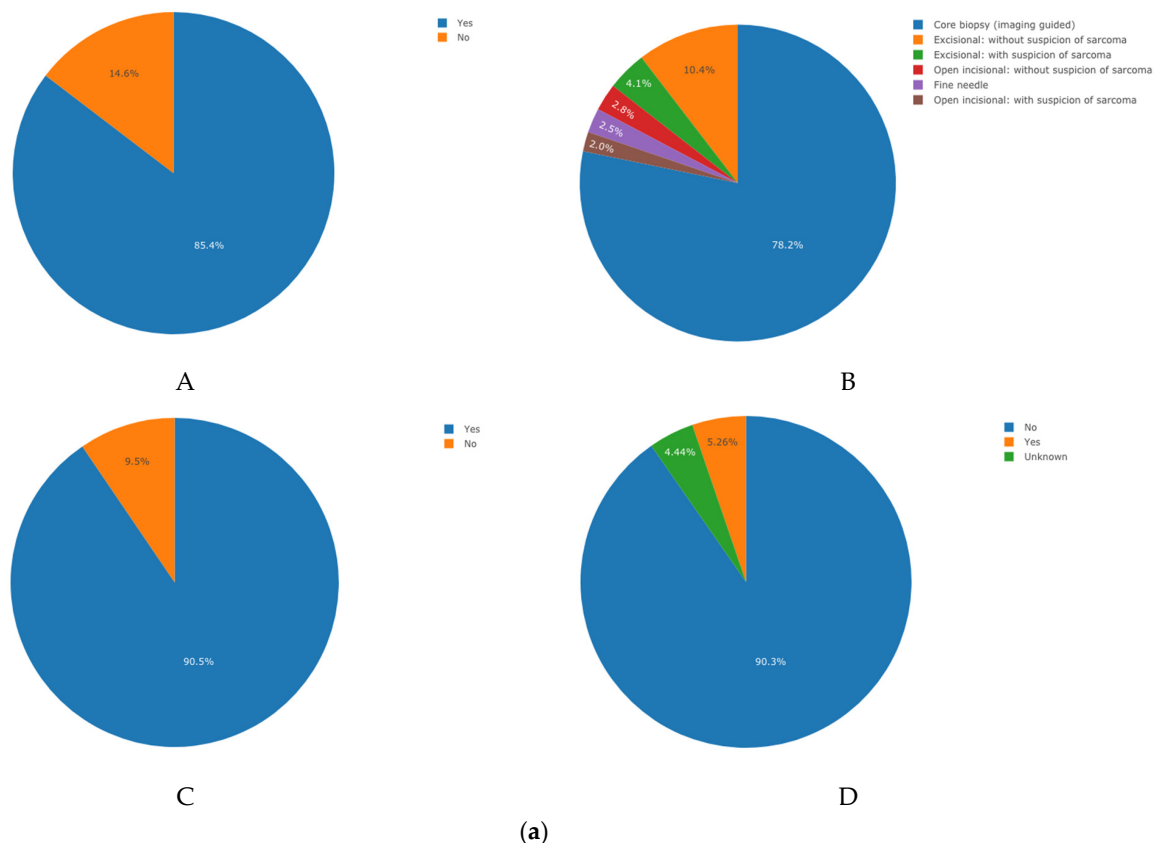 Yes
No
14.6%
85.4%
A
Core biopsy (imaging guided)
Excisional: without suspicion of sarcoma
Excisional: with suspicion of sarcoma
Open incisional: without suspicion of sarcoma
Fine needle
Open incisional: with suspicion of sarcoma
10.4%
4.1%
2.8%
2.5%
2.0%
78.2%
B
Yes
No
9.5%
90.5%
C
No
Yes
Unknown
5.26%
4.44%
90.3%
D
(a)